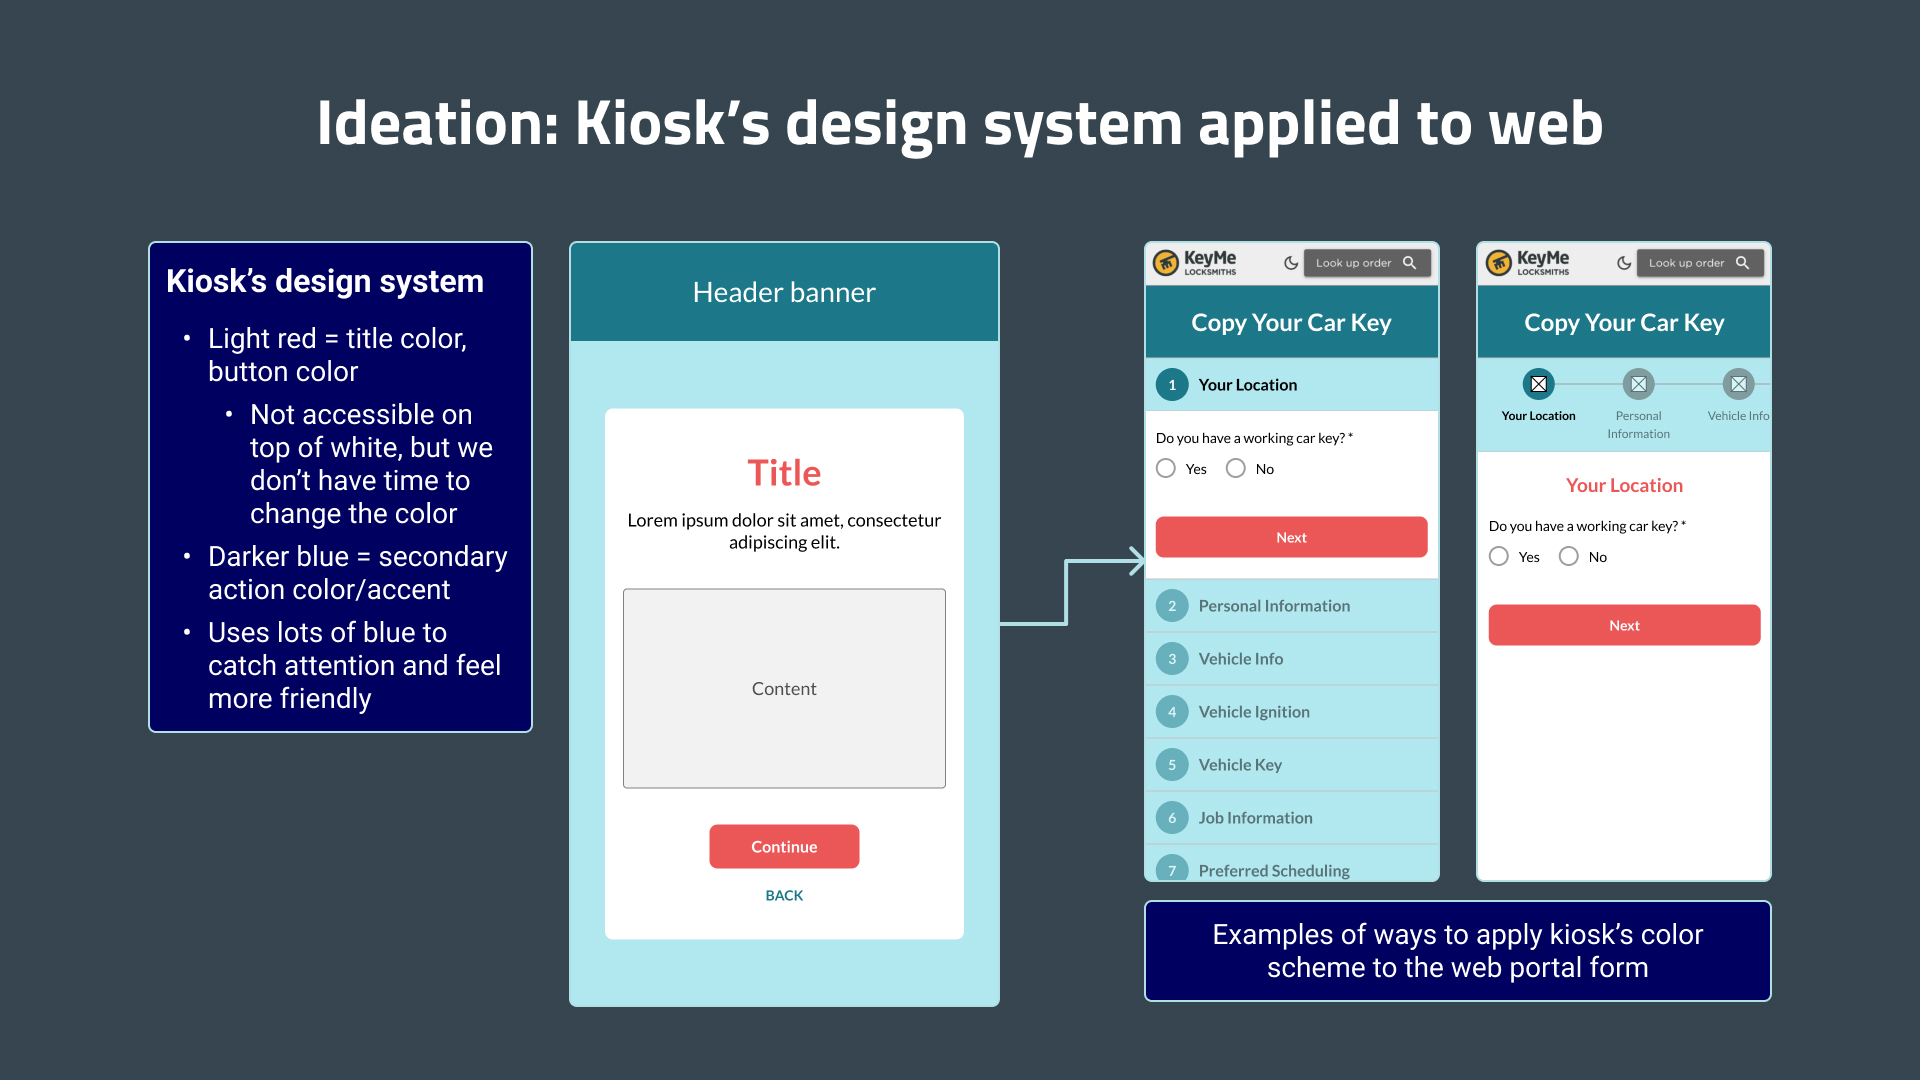 Ideation: Kiosk’s design system applied to web
Kiosk’s design system
• Light red = title color,
button color
• Not accessible on
top of white, but we
don’t have time to
change the color
• Darker blue = secondary
action color/accent
• Uses lots of blue to
catch attention and feel
more friendly
Header banner
Title
Lorem ipsum dolor sit amet, consectetur
adipiscing elit.
Content
Continue
BACK
KeyMe
LOCKSMITHS
Look up order
Copy Your Car Key
1 Your Location
Do you have a working car key? *
Yes No
Next
2 Personal Information
3 Vehicle Info
4 Vehicle Ignition
5 Vehicle Key
6 Job Information
7 Preferred Scheduling
KeyMe
LOCKSMITHS
Look up order
Copy Your Car Key
Your Location Personal Vehicle Info
Information
Your Location
Do you have a working car key? *
Yes No
Next
Examples of ways to apply kiosk’s color
scheme to the web portal form